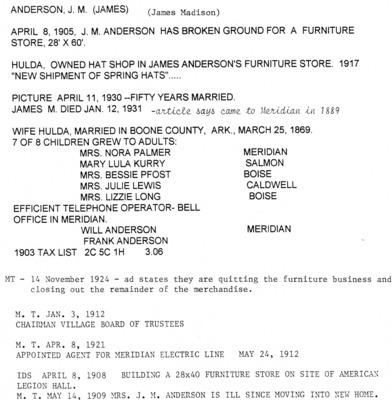 ANDERSON, J. M. (JAMES) (James Madison)
APRIL 8, 1905, J. M. ANDERSON HAS BROKEN GROUND FOR A FURNITURE
STORE, 28' X 60'.
HULDA, OWNED HAT SHOP IN JAMES ANDERSON'S FURNITURE STORE. 1917
"NEW SHIPMENT OF SPRING HATS".....
PICTURE APRIL 11, 1930 --FIFTY YEARS MARRIED.
JAMES M. DIED JAN. 12, 1931 -article says came to Meridian in 1889
WIFE HULDA, MARRIED IN BOONE COUNTY, ARK., MARCH 25, 1869.
7 OF 8 CHILDREN GREW TO ADULTS:
MRS. NORA PALMER MERIDIAN
MARY LULA KURRY SALMON
MRS. BESSIE PFOST BOISE
MRS. JULIE LEWIS CALDWELL
MRS. LIZZIE LONG BOISE
EFFICIENT TELEPHONE OPERATOR- BELL
OFFICE IN MERIDIAN.
WILL ANDERSON MERIDIAN
FRANK ANDERSON
1903 TAX LIST 2C 5C 1H 3.06
MT - 14 November 1924 - ad states they are quitting the furniture business and
closing out the remainder of the merchandise.
M. T. JAN. 3, 1912
CHAIRMAN VILLAGE BOARD OF TRUSTEES
M. T. APR. 8, 1921
APPOINTED AGENT FOR MERIDIAN ELECTRIC LINE MAY 24, 1912
IDS APRIL 8, 1908 BUILDING A 28x40 FURNITURE STORE ON SITE OF AMERICAN
LEGION HALL.
M. T. MAY 14, 1909 MRS. J. M. ANDERSON IS ILL SINCE MOVING INTO NEW HOME.